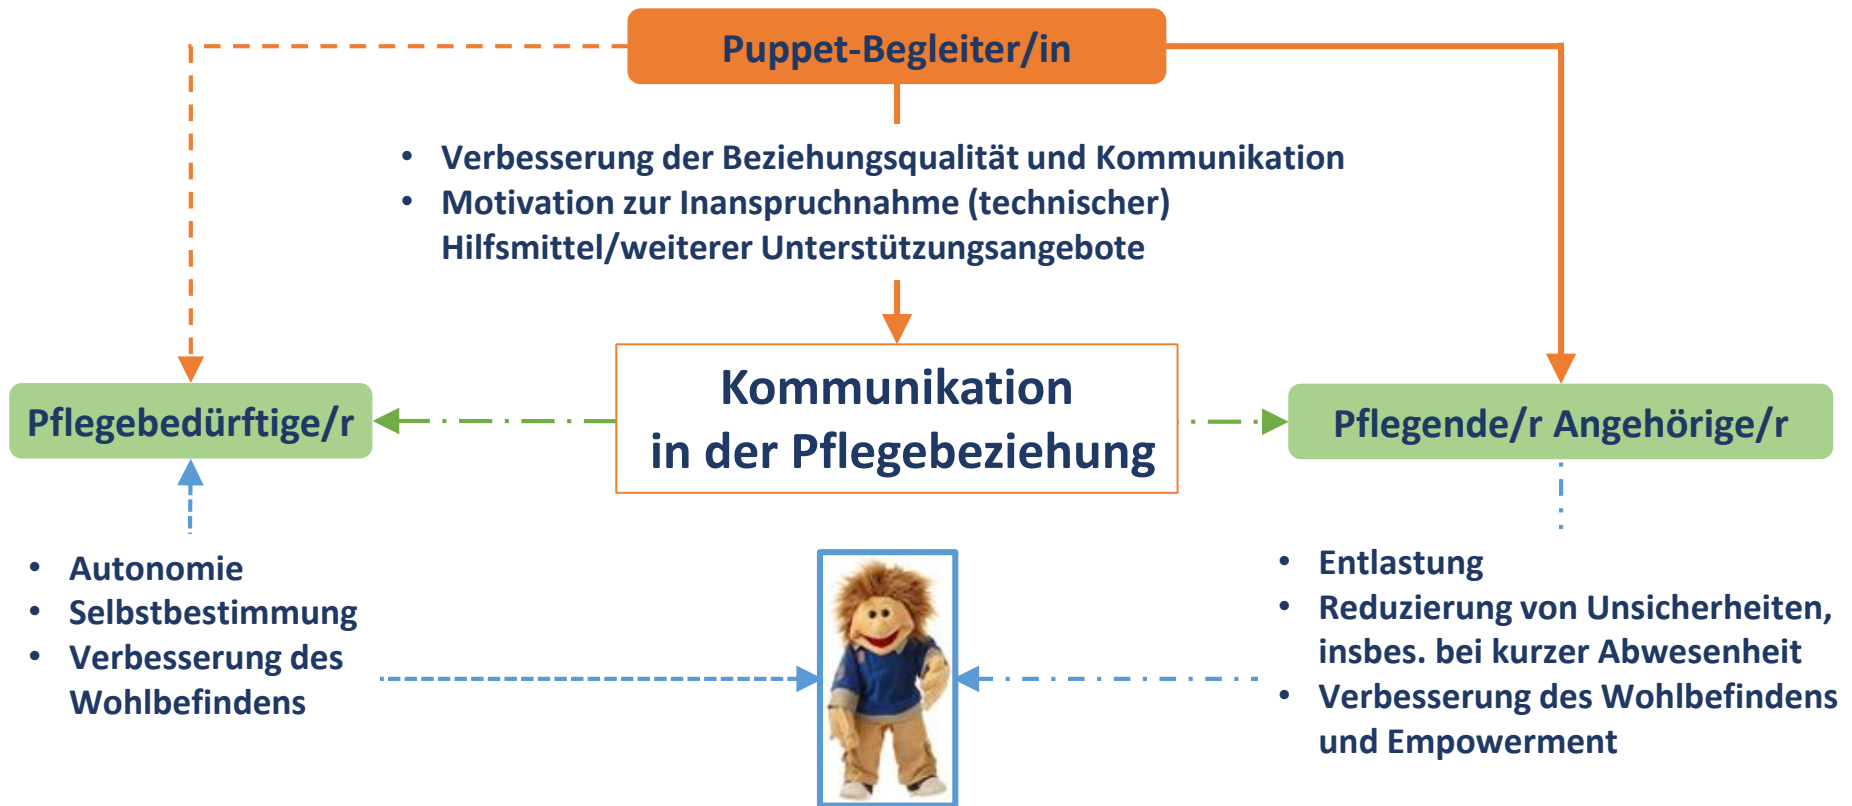 Puppet-Begleiter/in
• Verbesserung der Beziehungsqualität und Kommunikation
• Motivation zur Inanspruchnahme (technischer)
Hilfsmittel/weiterer Unterstützungsangebote
Pflegebedürftige/r
Kommunikation
in der Pflegebeziehung
Pflegende/r Angehörige/r
• Autonomie
• Selbstbestimmung
• Verbesserung des
Wohlbefindens
• Entlastung
• Reduzierung von Unsicherheiten,
insbes. bei kurzer Abwesenheit
• Verbesserung des Wohlbefindens
und Empowerment